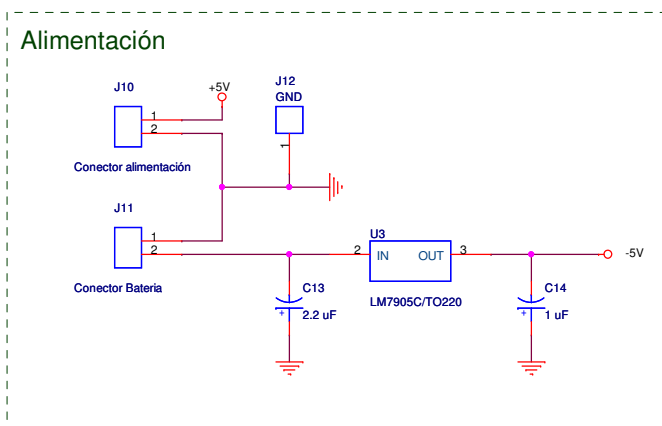 Alimentación
J10
+5V
J12
GND
1
2
1
Conector alimentación
J11
1
2
Conector Bateria
U3
2
IN
OUT
3
-5V
LM7905C/TO220
C13
+
2.2 uF
C14
+
1 uF